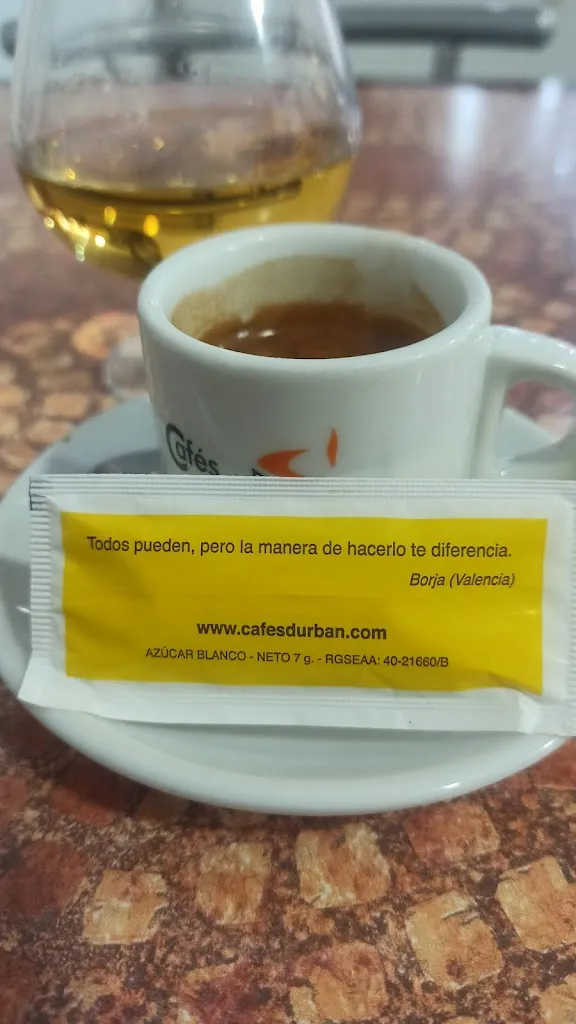 Cafés
Todos pueden, pero la manera de hacerlo te diferencia.
Borja (Valencia)
www.cafesdurban.com
AZÚCAR BLANCO - NETO 7 g. - RGSEAA: 40-21660/B